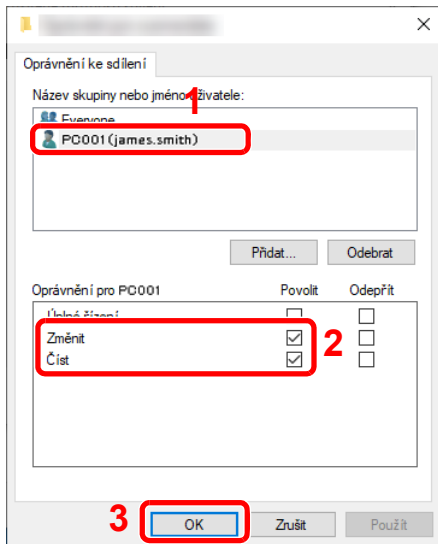 Oprávnění ke sdílení
Název skupiny nebo jméno uživatele:
1
Everyone
PC001(james.smith)
Přidat...
Odebrat
Oprávnění pro PC001 Povolit Odepřít
Úplné řízení
Změnit
Číst
2
3
OK
Zrušit
Použít